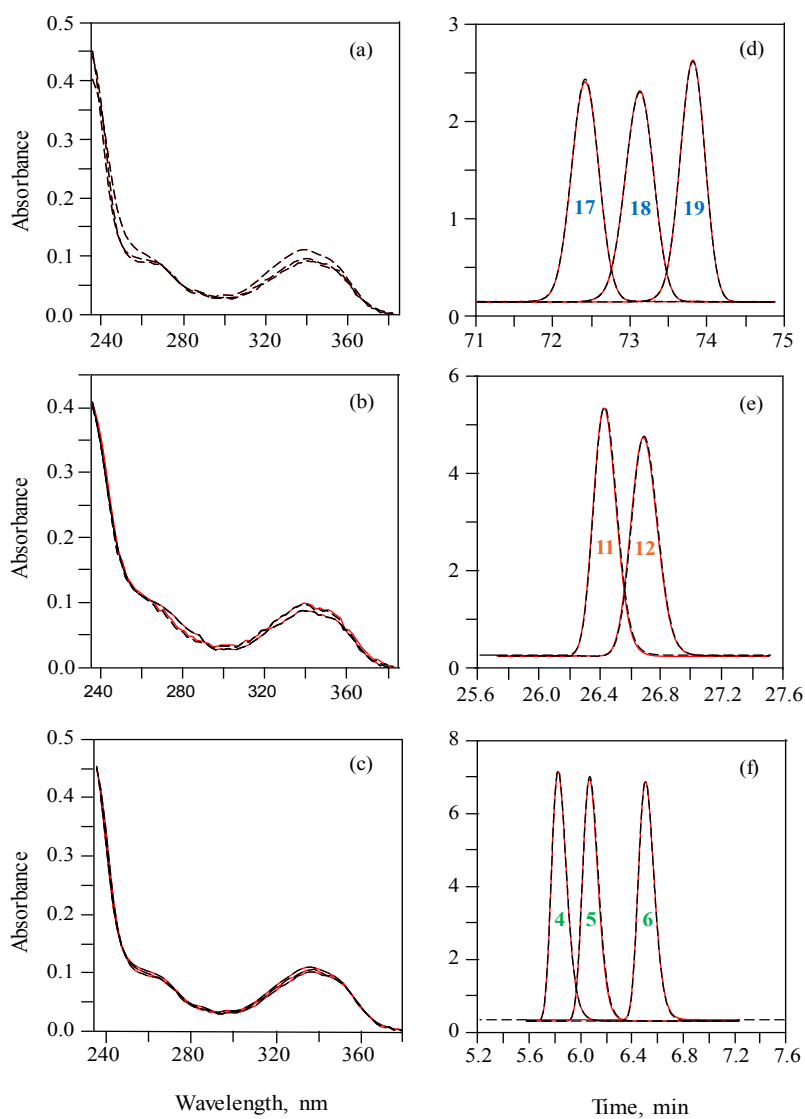 0.5
0.4
0.3
0.2
0.1
0.0
Absorbance
(a)
240 280 320 360
3
2
1
0
(d)
17 18 19
71 72 73 74 75
0.4
0.3
0.2
0.1
0.0
Absorbance
(b)
240 280 320 360
6
4
2
0
(e)
11 12
25.6 26.0 26.4 26.8 27.2 27.6
0.5
0.4
0.3
0.2
0.1
0.0
Absorbance
(c)
240 280 320 360
Wavelength, nm
8
6
4
2
0
(f)
4 5 6
5.2 5.6 6.0 6.4 6.8 7.2 7.6
Time, min